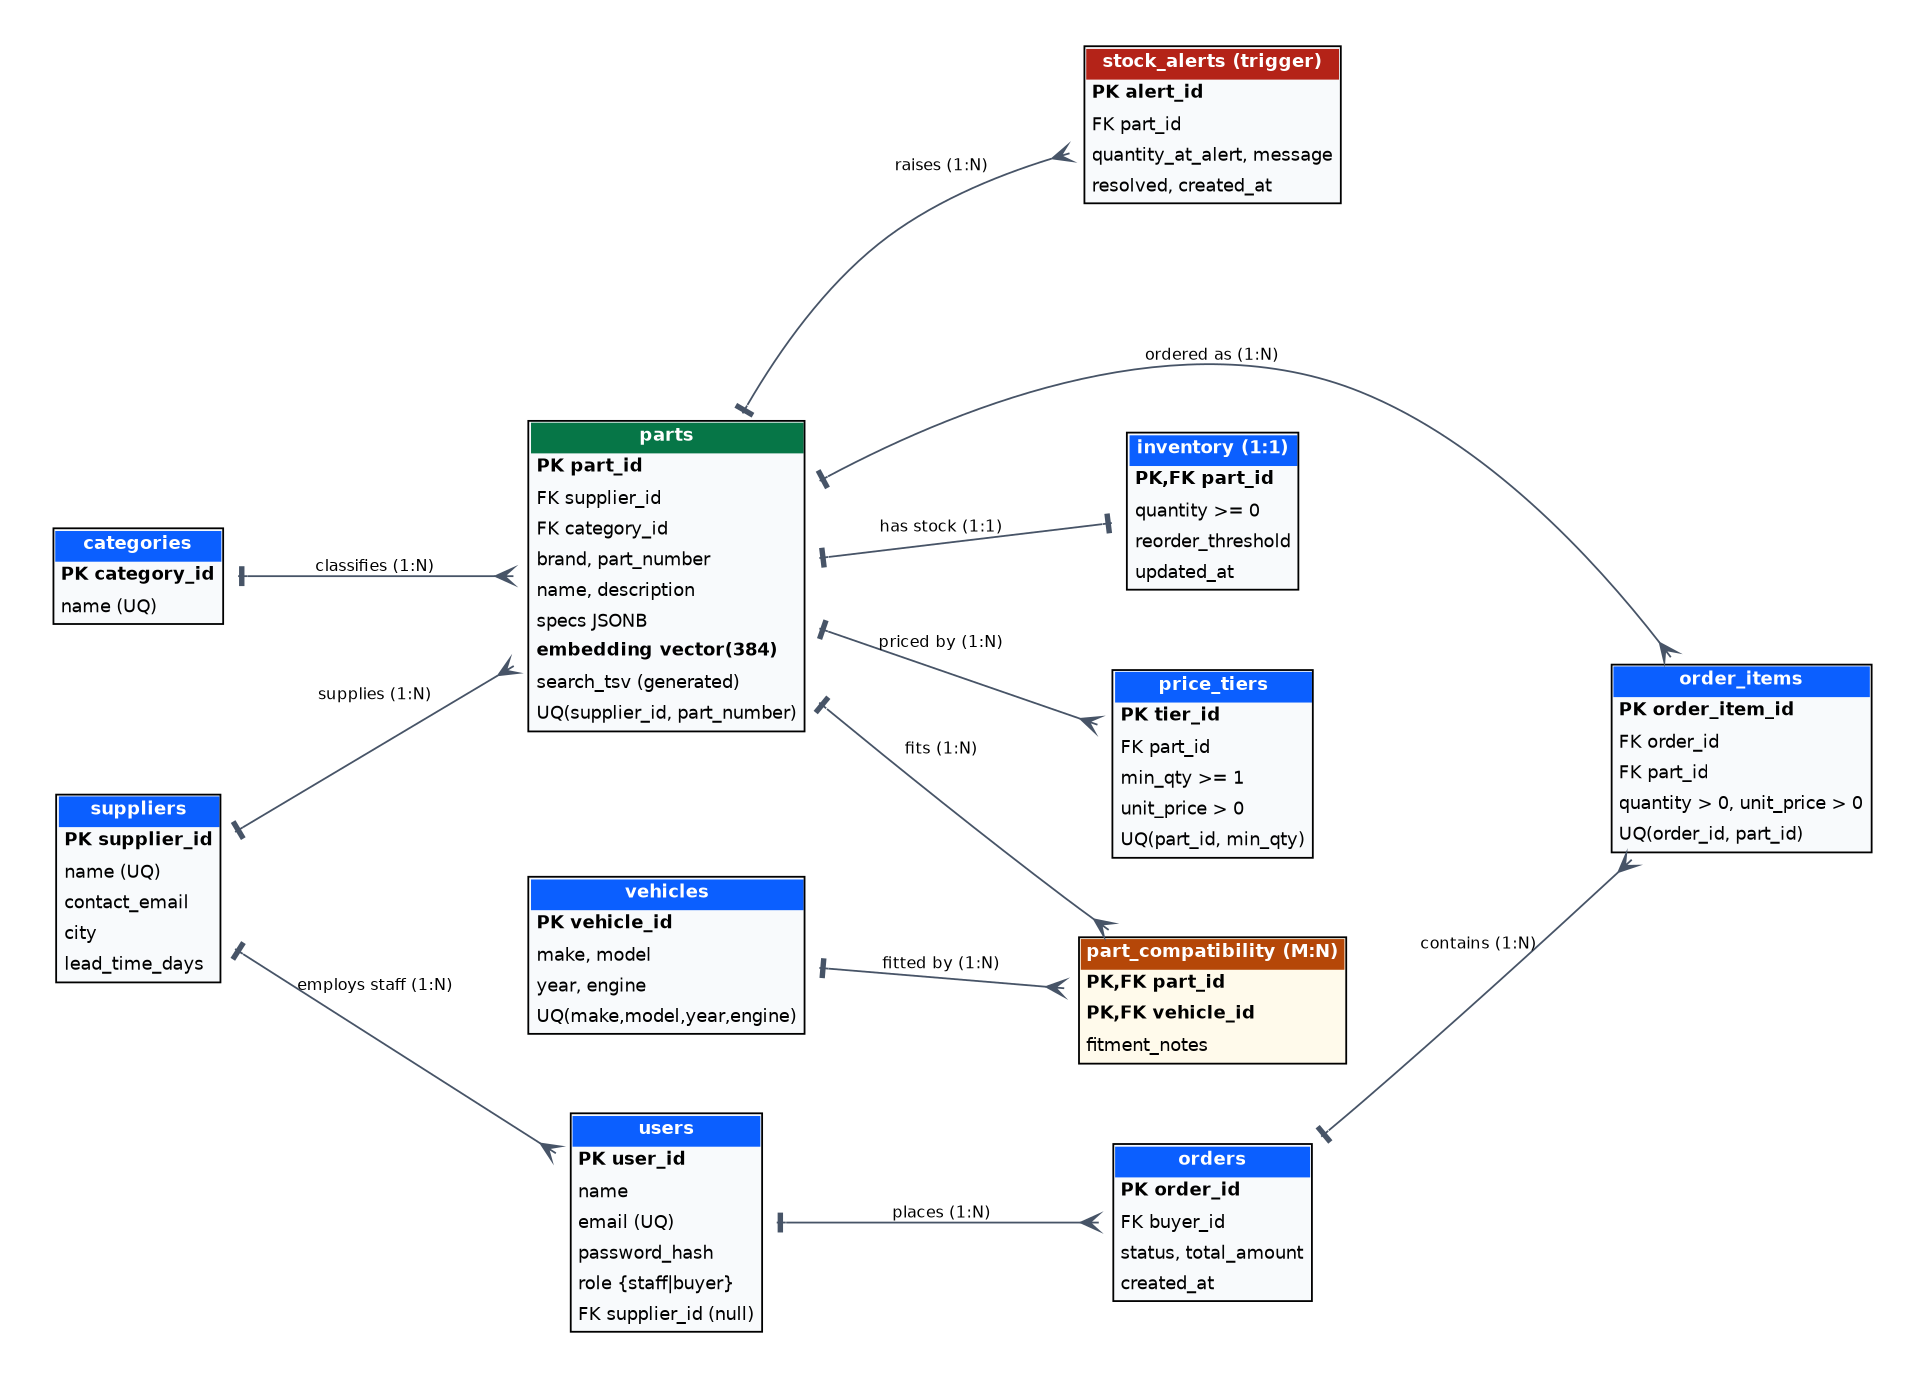 stock_alerts (trigger)
PK alert_id
FK part_id
quantity_at_alert, message
resolved, created_at
raises (1:N)
ordered as (1:N)
parts
PK part_id
FK supplier_id
FK category_id
brand, part_number
name, description
specs JSONB
embedding vector(384)
search_tsv (generated)
UQ(supplier_id, part_number)
inventory (1:1)
PK,FK part_id
quantity >= 0
reorder_threshold
updated_at
has stock (1:1)
categories
PK category_id
name (UQ)
classifies (1:N)
priced by (1:N)
price_tiers
PK tier_id
FK part_id
min_qty >= 1
unit_price > 0
UQ(part_id, min_qty)
order_items
PK order_item_id
FK order_id
FK part_id
quantity > 0, unit_price > 0
UQ(order_id, part_id)
supplies (1:N)
fits (1:N)
suppliers
PK supplier_id
name (UQ)
contact_email
city
lead_time_days
vehicles
PK vehicle_id
make, model
year, engine
UQ(make,model,year,engine)
fitted by (1:N)
part_compatibility (M:N)
PK,FK part_id
PK,FK vehicle_id
fitment_notes
contains (1:N)
employs staff (1:N)
users
PK user_id
name
email (UQ)
password_hash
role {staff|buyer}
FK supplier_id (null)
places (1:N)
orders
PK order_id
FK buyer_id
status, total_amount
created_at